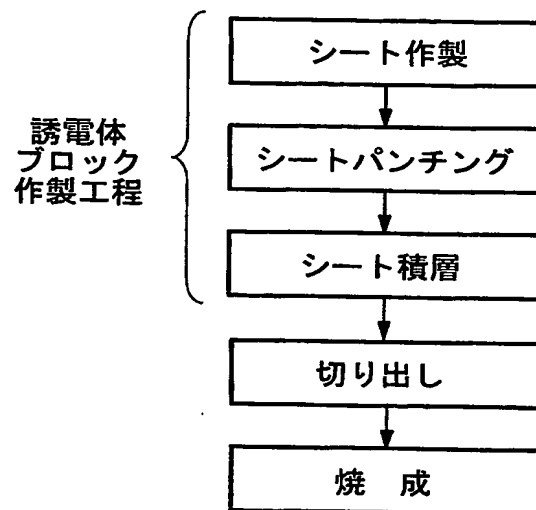 シート作製
シートパンチング
シート積層
誘電体
ブロック
作製工程
切り出し
焼 成